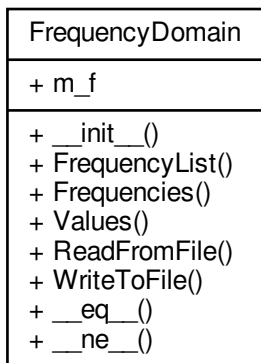 FrequencyDomain
+ m_f
+ __init__()
+ FrequencyList()
+ Frequencies()
+ Values()
+ ReadFromFile()
+ WriteToFile()
+ __eq__()
+ __ne__()